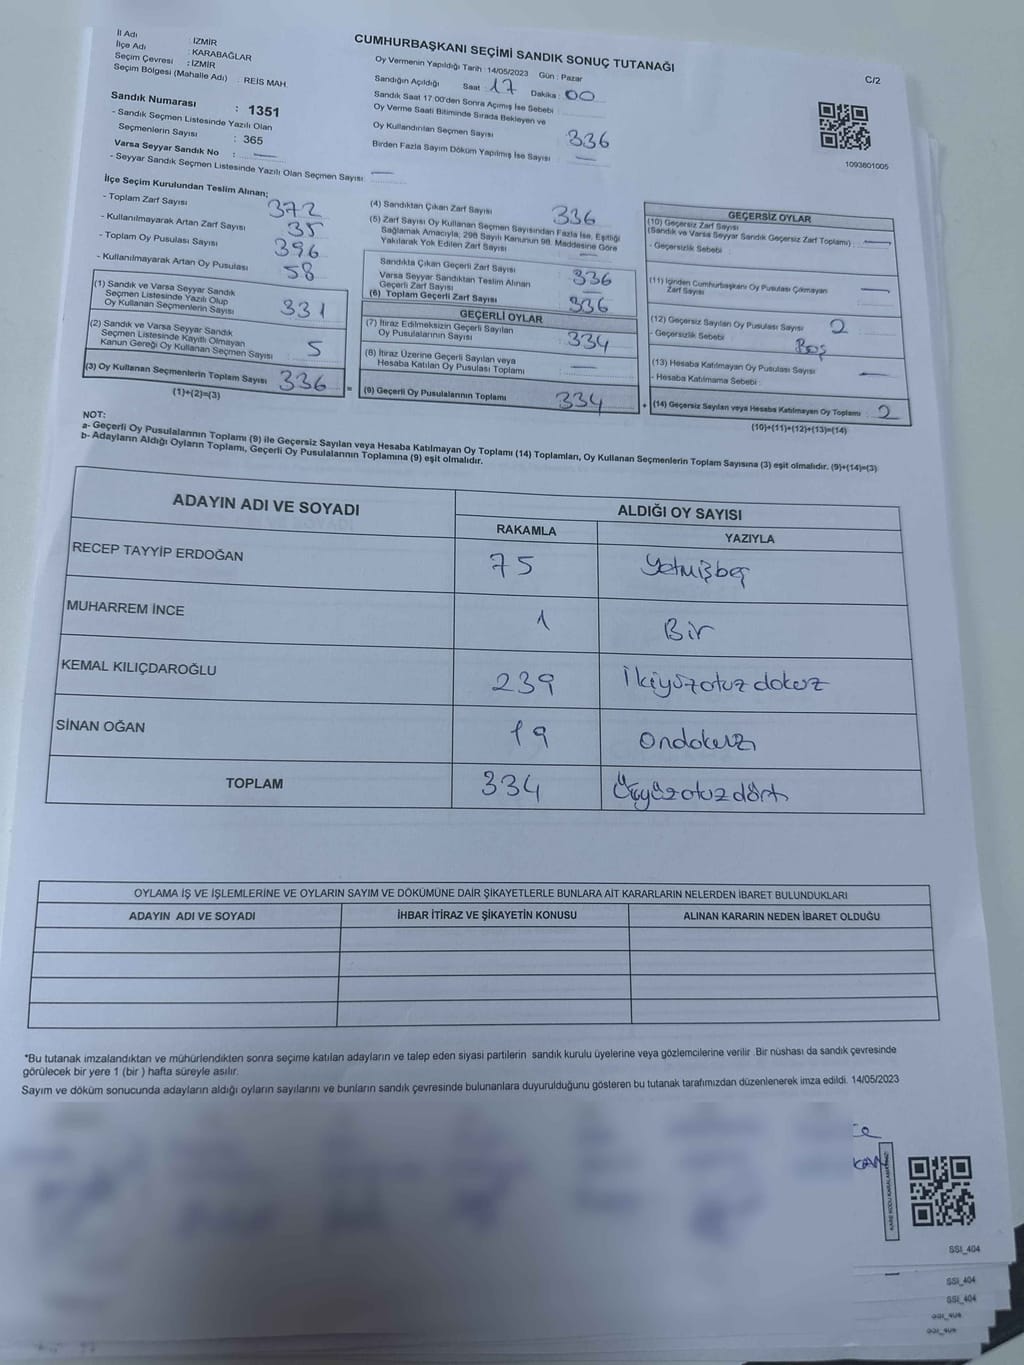 CUMHURBAŞKANI SEÇİMİ SANDIK SONUÇ TUTANAĞI
C/2
İl Adı : İZMİR
İlçe Adı : KARABAĞLAR
Seçim Çevresi : İZMİR
Seçim Bölgesi (Mahalle Adı) : REİS MAH.
Oy Vermenin Yapıldığı Tarih : 14/05/2023 Gün : Pazar
Sandığın Açıldığı Saat : 17 Dakika : 00
Sandık Saat 17:00'den Sonra Açılmış İse Sebebi :
Oy Verme Saati Bitiminde Sırada Bekleyen ve
Oy Kullandırılan Seçmen Sayısı 336
Birden Fazla Sayım Döküm Yapılmış İse Sayısı : —
1093801005
Sandık Numarası : 1351
- Sandık Seçmen Listesinde Yazılı Olan
Seçmenlerin Sayısı : 365
Varsa Seyyar Sandık No : —
- Seyyar Sandık Seçmen Listesinde Yazılı Olan Seçmen Sayısı : —
İlçe Seçim Kurulundan Teslim Alınan;
- Toplam Zarf Sayısı 372
- Kullanılmayarak Artan Zarf Sayısı 35
- Toplam Oy Pusulası Sayısı 396
- Kullanılmayarak Artan Oy Pusulası 58
(1) Sandık ve Varsa Seyyar Sandık
Seçmen Listesinde Yazılı Olup
Oy Kullanan Seçmenlerin Sayısı 331
(2) Sandık ve Varsa Seyyar Sandık
Seçmen Listesinde Kayıtlı Olmayan
Kanun Gereği Oy Kullanan Seçmen Sayısı : 5
(3) Oy Kullanan Seçmenlerin Toplam Sayısı 336
(1)+(2)=(3)
(4) Sandıktan Çıkan Zarf Sayısı 336
(5) Zarf Sayısı Oy Kullanan Seçmen Sayısından Fazla İse, Eşitliği
Sağlamak Amacıyla, 298 Sayılı Kanunun 98. Maddesine Göre
Yakılarak Yok Edilen Zarf Sayısı —
Sandıkta Çıkan Geçerli Zarf Sayısı 336
Varsa Seyyar Sandıktan Teslim Alınan
Geçerli Zarf Sayısı —
(6) Toplam Geçerli Zarf Sayısı 336
GEÇERLİ OYLAR
(7) İtiraz Edilmeksizin Geçerli Sayılan
Oy Pusulalarının Sayısı : 334
(8) İtiraz Üzerine Geçerli Sayılan veya
Hesaba Katılan Oy Pusulası Toplamı : —
=
(9) Geçerli Oy Pusulalarının Toplamı 334
GEÇERSİZ OYLAR
(10) Geçersiz Zarf Sayısı
(Sandık ve Varsa Seyyar Sandık Geçersiz Zarf Toplamı) : —
- Geçersizlik Sebebi :
(11) İçinden Cumhurbaşkanı Oy Pusulası Çıkmayan
Zarf Sayısı —
(12) Geçersiz Sayılan Oy Pusulası Sayısı : 2
- Geçersizlik Sebebi : Boş
(13) Hesaba Katılmayan Oy Pusulası Sayısı : —
- Hesaba Katılmama Sebebi :
+
(14) Geçersiz Sayılan veya Hesaba Katılmayan Oy Toplamı : 2
(10)+(11)+(12)+(13)=(14)
NOT:
a- Geçerli Oy Pusulalarının Toplamı (9) ile Geçersiz Sayılan veya Hesaba Katılmayan Oy Toplamı (14) Toplamları, Oy Kullanan Seçmenlerin Toplam Sayısına (3) eşit olmalıdır. (9)+(14)=(3)
b- Adayların Aldığı Oyların Toplamı, Geçerli Oy Pusulalarının Toplamına (9) eşit olmalıdır.
ADAYIN ADI VE SOYADI
ALDIĞI OY SAYISI
RAKAMLA YAZIYLA
RECEP TAYYİP ERDOĞAN 75 Yetmişbeş
MUHARREM İNCE 1 Bir
KEMAL KILIÇDAROĞLU 239 İkiyüzotuzdokuz
SİNAN OĞAN 19 Ondokuz
TOPLAM 334 Üçyüzotuzdört
OYLAMA İŞ VE İŞLEMLERİNE VE OYLARIN SAYIM VE DÖKÜMÜNE DAİR ŞİKAYETLERLE BUNLARA AİT KARARLARIN NELERDEN İBARET BULUNDUKLARI
ADAYIN ADI VE SOYADI
İHBAR İTİRAZ VE ŞİKAYETİN KONUSU
ALINAN KARARIN NEDEN İBARET OLDUĞU
*Bu tutanak imzalandıktan ve mühürlendikten sonra seçime katılan adayların ve talep eden siyasi partilerin sandık kurulu üyelerine veya gözlemcilerine verilir .Bir nüshası da sandık çevresinde
görülecek bir yere 1 (bir ) hafta süreyle asılır.
Sayım ve döküm sonucunda adayların aldığı oyların sayılarını ve bunların sandık çevresinde bulunanlara duyurulduğunu gösteren bu tutanak tarafımızdan düzenlenerek imza edildi. 14/05/2023
SSI_404
SSI_404
SSI_404